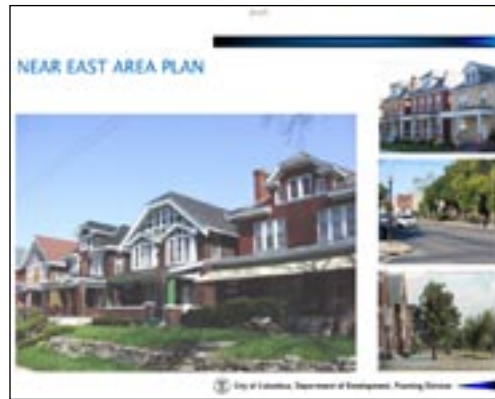 NEAR EAST AREA PLAN
City of Columbus, Department of Development, Planning Division